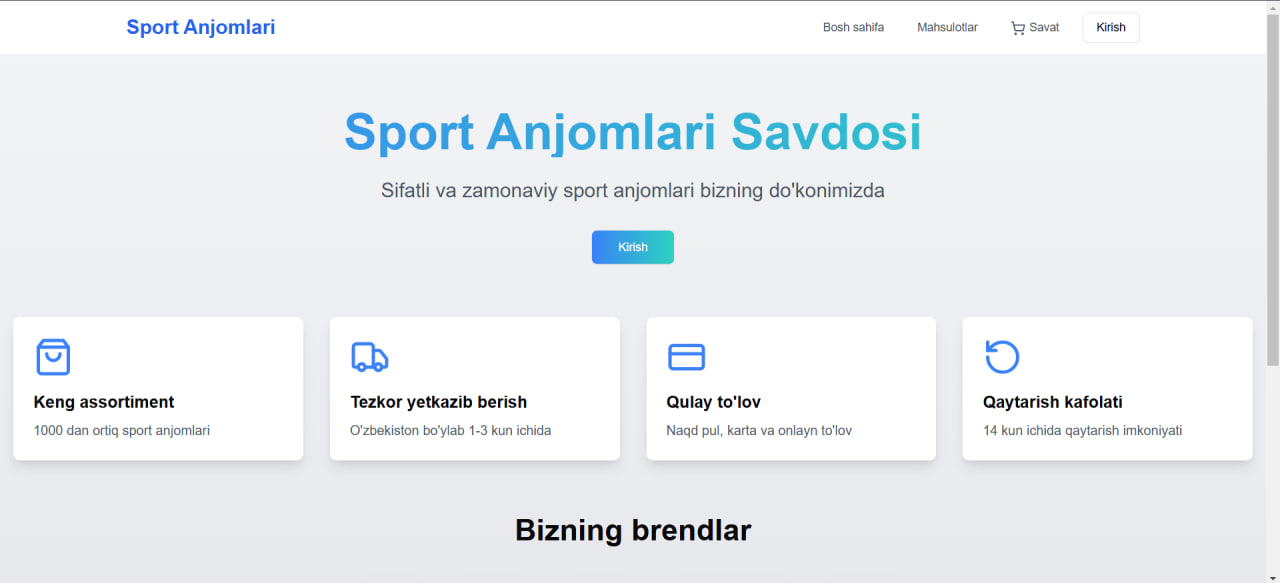 Sport Anjomlari
Bosh sahifa
Mahsulotlar
Savat
Kirish
Sport Anjomlari Savdosi
Sifatli va zamonaviy sport anjomlari bizning do'konimizda
Kirish
Keng assortiment
1000 dan ortiq sport anjomlari
Tezkor yetkazib berish
O'zbekiston bo'ylab 1-3 kun ichida
Qulay to'lov
Naqd pul, karta va onlayn to'lov
Qaytarish kafolati
14 kun ichida qaytarish imkoniyati
Bizning brendlar